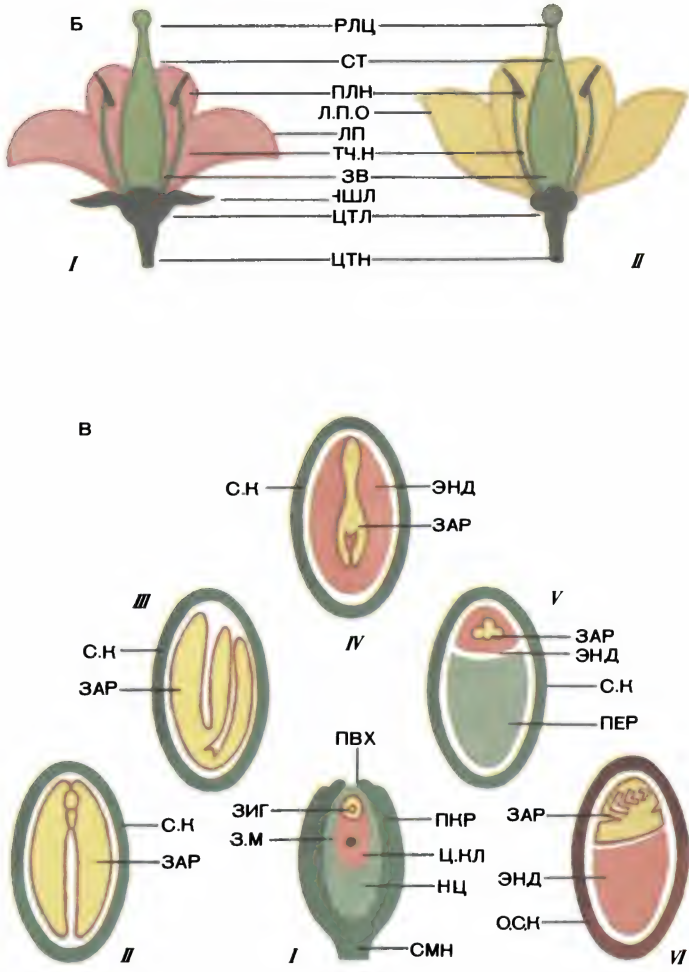 Б
РЛЦ
СТ
ПЛН
Л.П.О
ЛП
ТЧ.Н
ЗВ
ЧШЛ
ЦТЛ
ЦТН
I
II
В
С.К
ЭНД
ЗАР
III
IV
V
С.К
ЗАР
ЗАР
ЭНД
С.К
ПЕР
ПВХ
ЗИГ
ПКР
З.М
Ц.КЛ
НЦ
СМН
I
С.К
ЗАР
II
ЗАР
ЭНД
О.С.К
VI